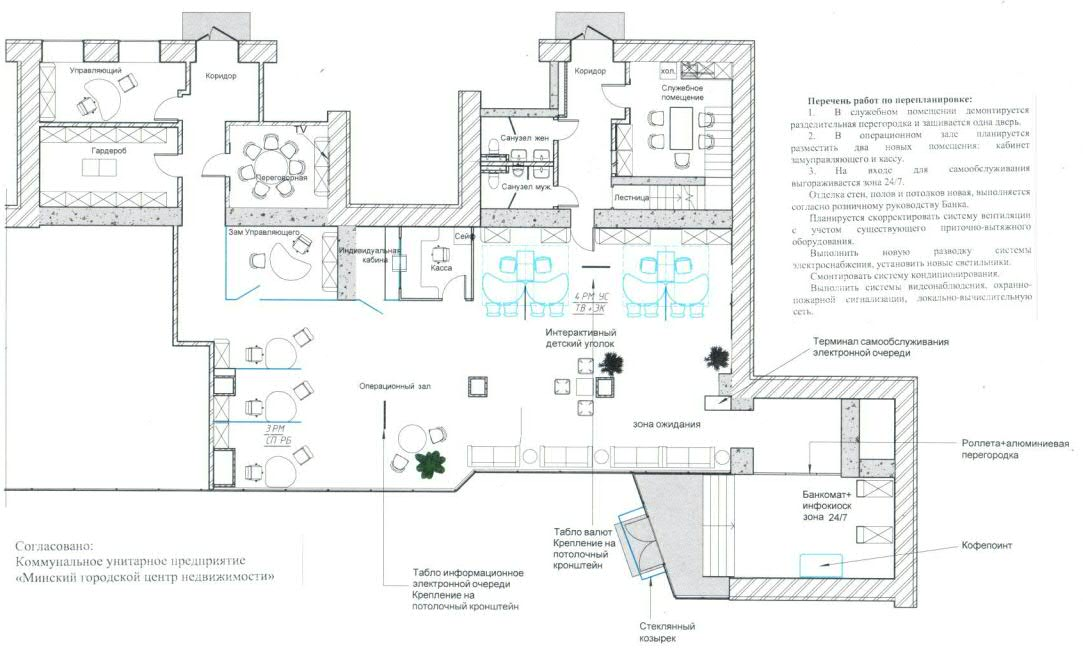 Управляющий
Коридор
Гардероб
TV
Переговорная
Коридор
хол.
Служебное
помещение
Санузел жен
Санузел муж
Лестница
Зам Управляющего
Индивидуальная
кабина
Сейф
Касса
4 РМ УС
ТВ + ЭК
Интерактивный
детский уголок
Операционный зал
3 РМ
СП РБ
зона ожидания
Перечень работ по перепланировке:
1. В служебном помещении демонтируется
разделительная перегородка и зашивается одна дверь.
2. В операционном зале планируется
разместить два новых помещения: кабинет
замуправляющего и кассу.
3. На входе для самообслуживания
выгораживается зона 24/7.
Отделка стен, полов и потолков новая, выполняется
согласно розничному руководству Банка.
Планируется скорректировать систему вентиляции
с учетом существующего приточно-вытяжного
оборудования.
Выполнить новую разводку системы
электроснабжения, установить новые светильники.
Смонтировать систему кондиционирования.
Выполнить системы видеонаблюдения, охранно-
пожарной сигнализации, локально-вычислительную
сеть.
Терминал самообслуживания
электронной очереди
Роллета+алюминиевая
перегородка
Банкомат+
инфокиоск
зона 24/7
Кофепоинт
Табло валют
Крепление на
потолочный
кронштейн
Табло информационное
электронной очереди
Крепление на
потолочный кронштейн
Стеклянный
козырек
Согласовано:
Коммунальное унитарное предприятие
«Минский городской центр недвижимости»